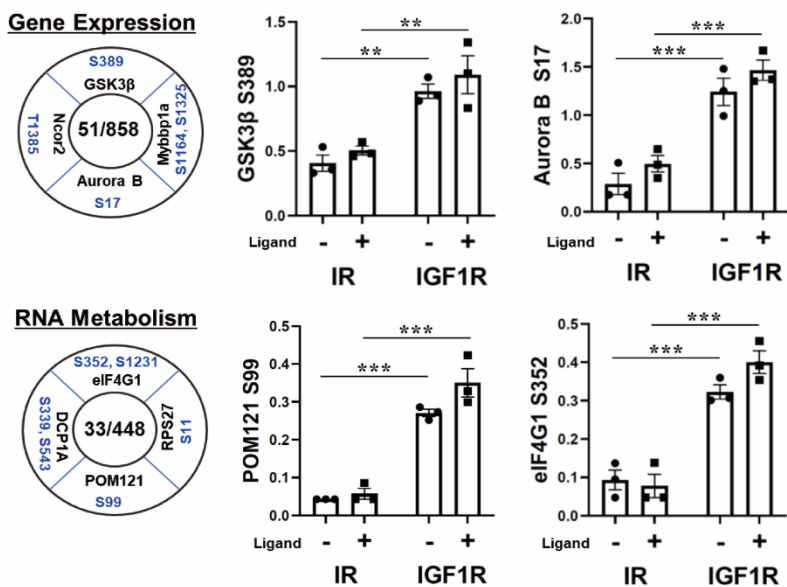 Gene Expression
S389
GSK3β
T1385
Ncor2
51/858
Mybbp1a
S1164, S1325
Aurora B
S17
GSK3β S389
1.5
1.0
0.5
0.0
**
**
Ligand
- + - +
IR IGF1R
Aurora B S17
2.0
1.5
1.0
0.5
0.0
***
***
Ligand
- + - +
IR IGF1R
RNA Metabolism
S352, S1231
eIF4G1
S339, S543
DCP1A
33/448
RPS27
S11
POM121
S99
POM121 S99
0.5
0.4
0.3
0.2
0.1
0.0
***
***
Ligand
- + - +
IR IGF1R
eIF4G1 S352
0.5
0.4
0.3
0.2
0.1
0.0
***
***
Ligand
- + - +
IR IGF1R